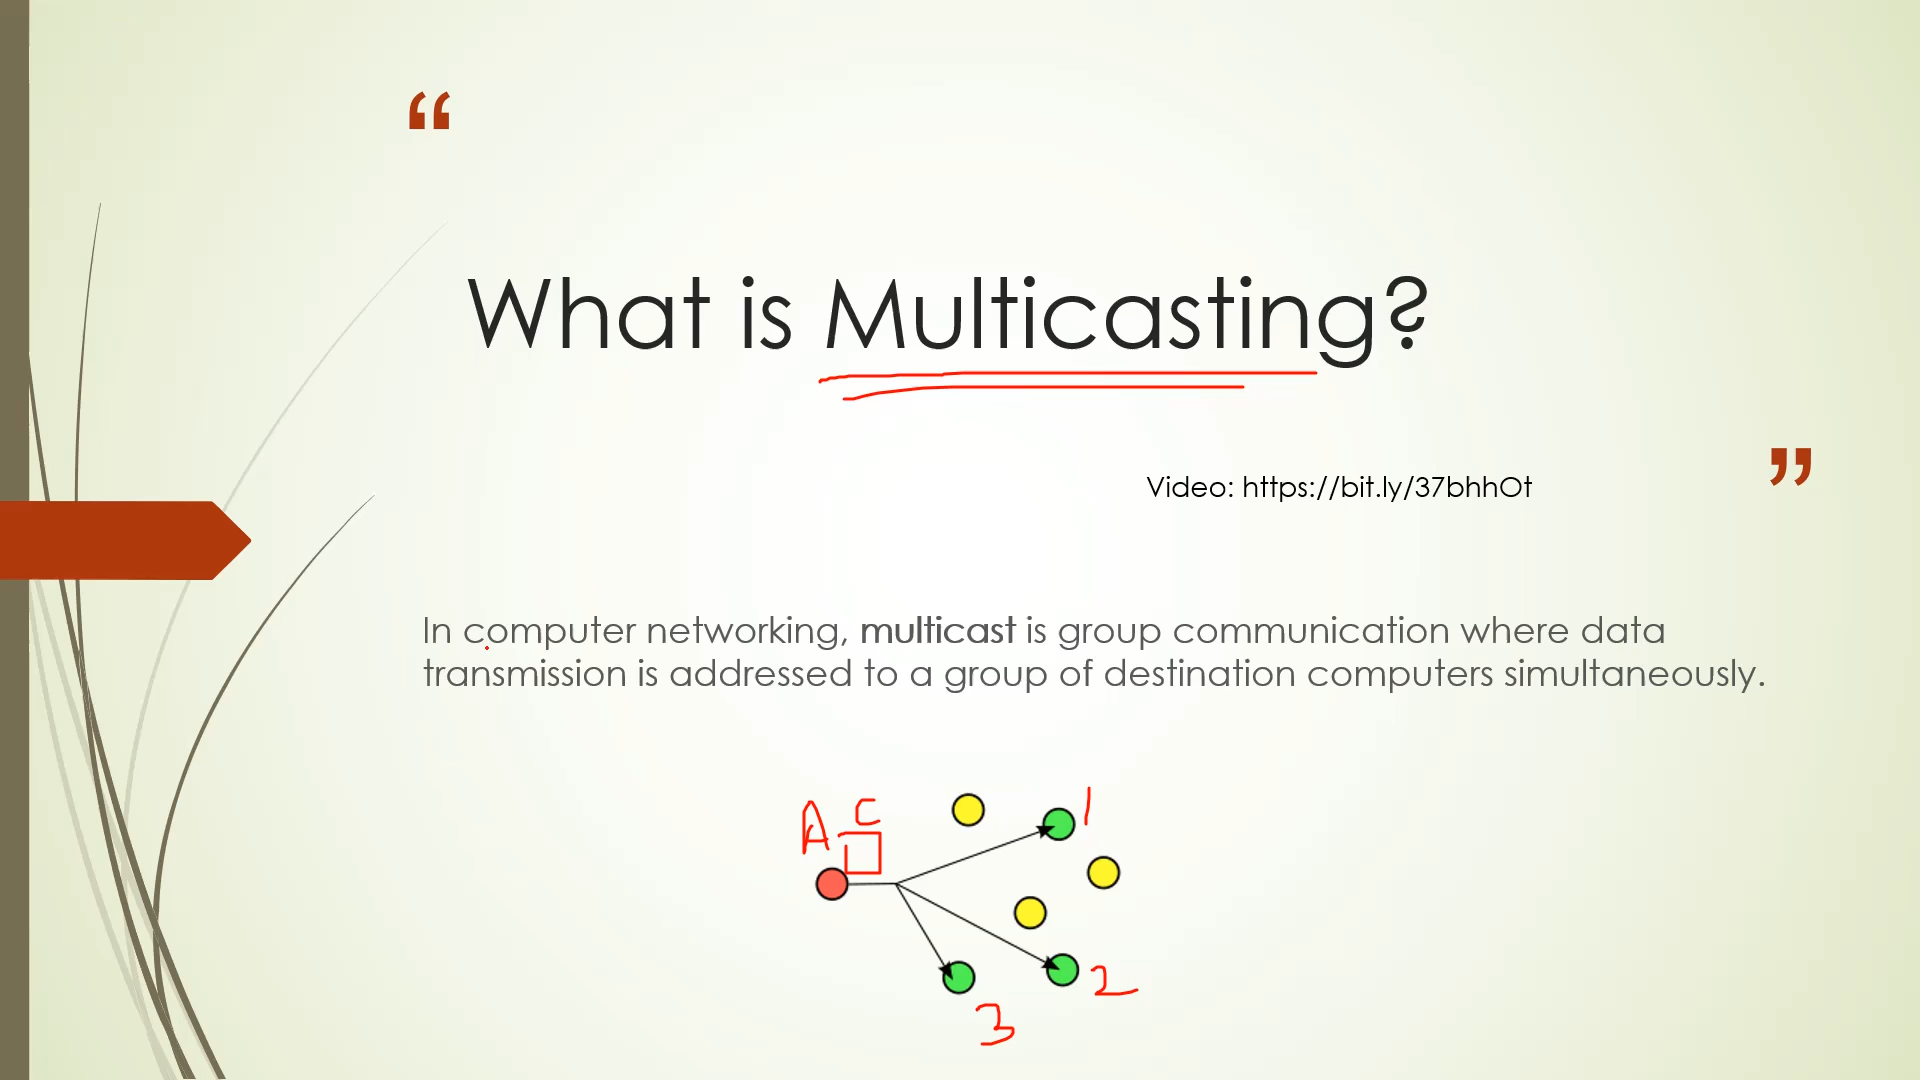 “
What is Multicasting?
”
Video: https://bit.ly/37bhhOt
In computer networking, multicast is group communication where data
transmission is addressed to a group of destination computers simultaneously.
A C
1
2
3